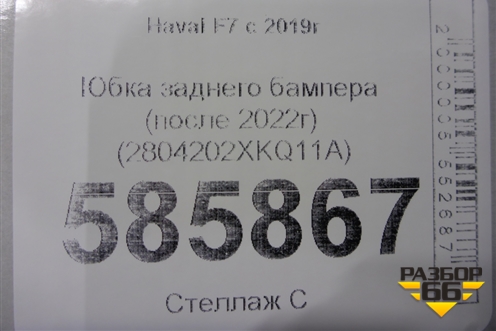 Haval F7 с 2019г
Юбка заднего бампера
(после 2022г)
(2804202XKQ11A)
585867
Стеллаж С
РАЗБОР
66